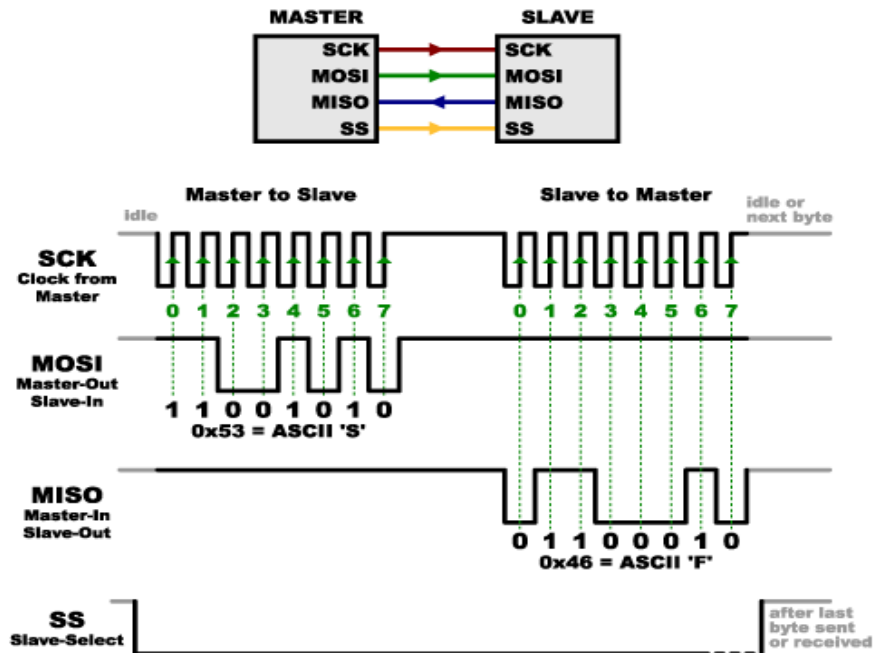 MASTER SLAVE
SCK SCK
MOSI MOSI
MISO MISO
SS SS
Master to Slave Slave to Master
idle
idle or
next byte
SCK
Clock from
Master
0 1 2 3 4 5 6 7 0 1 2 3 4 5 6 7
MOSI
Master-Out
Slave-In
1 1 0 0 1 0 1 0
0x53 = ASCII 'S'
MISO
Master-In
Slave-Out
0 1 1 0 0 0 1 0
0x46 = ASCII 'F'
SS
Slave-Select
after last
byte sent
or received